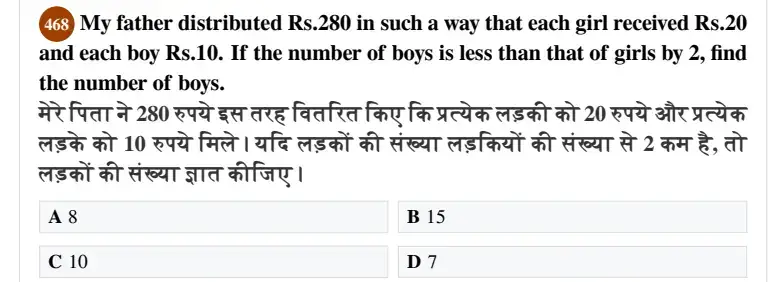 468 My father distributed Rs.280 in such a way that each girl received Rs.20
and each boy Rs.10. If the number of boys is less than that of girls by 2, find
the number of boys.
मेरे पिता ने 280 रुपये इस तरह वितरित किए कि प्रत्येक लड़की को 20 रुपये और प्रत्येक
लड़के को 10 रुपये मिले। यदि लड़कों की संख्या लड़कियों की संख्या से 2 कम है, तो
लड़कों की संख्या ज्ञात कीजिए।
A 8
B 15
C 10
D 7